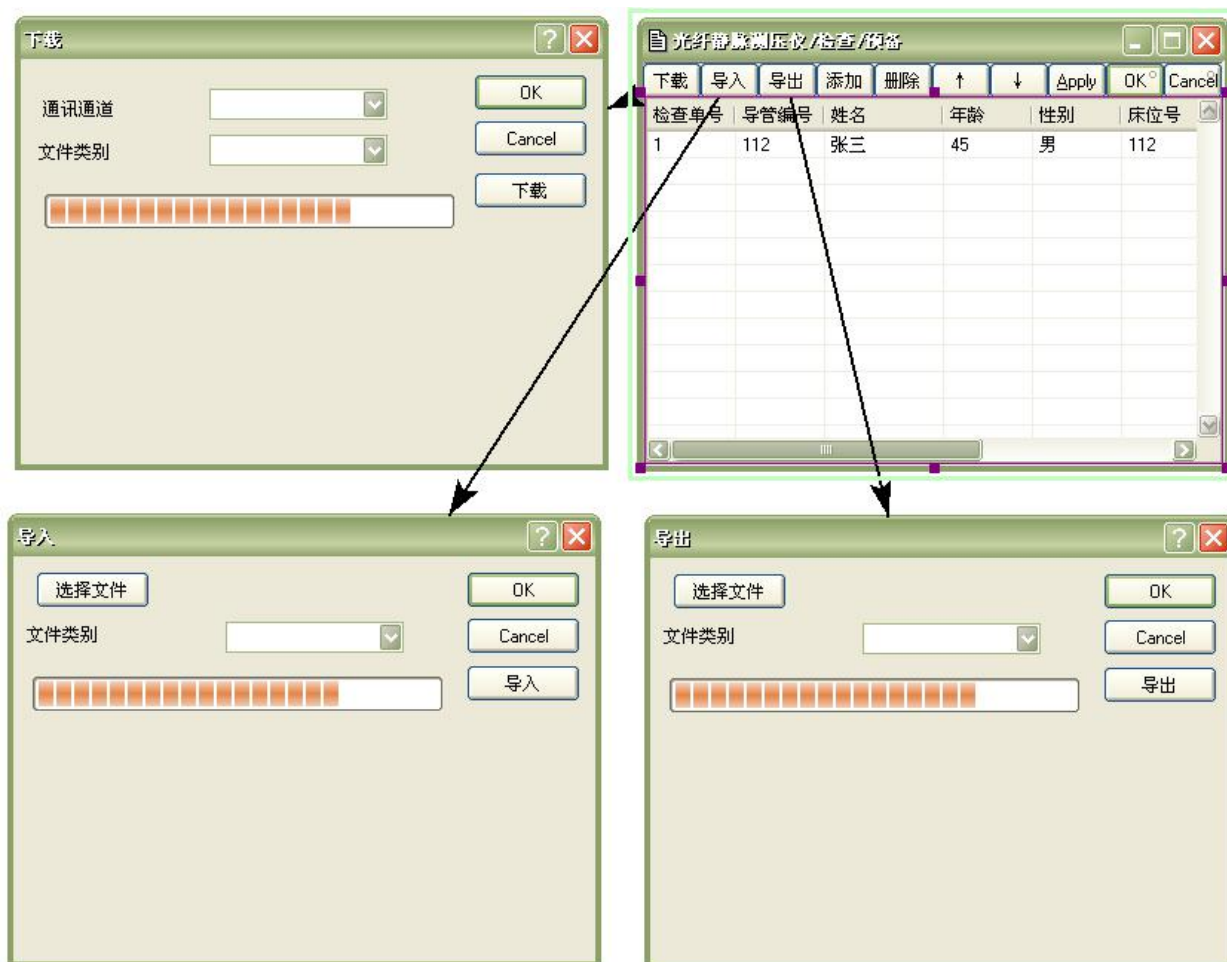 下载
通讯通道
文件类别
OK
Cancel
下载
光纤静脉测压仪/检查/预备
下载 导入 导出 添加 删除 ↑ ↓ Apply OK Cancel
检查单号 导管编号 姓名 年龄 性别 床位号
1 112 张三 45 男 112
导入
选择文件
文件类别
OK
Cancel
导入
导出
选择文件
文件类别
OK
Cancel
导出